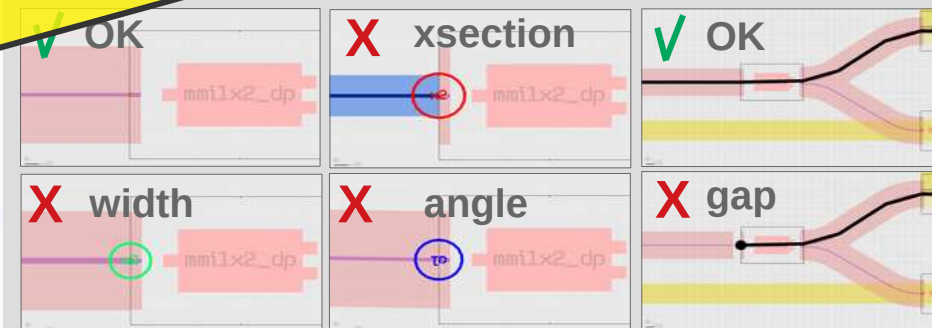 √ OK
X xsection
√ OK
mmi1x2_dp
mmi1x2_dp
X width
X angle
X gap
mmi1x2_dp
mmi1x2_dp